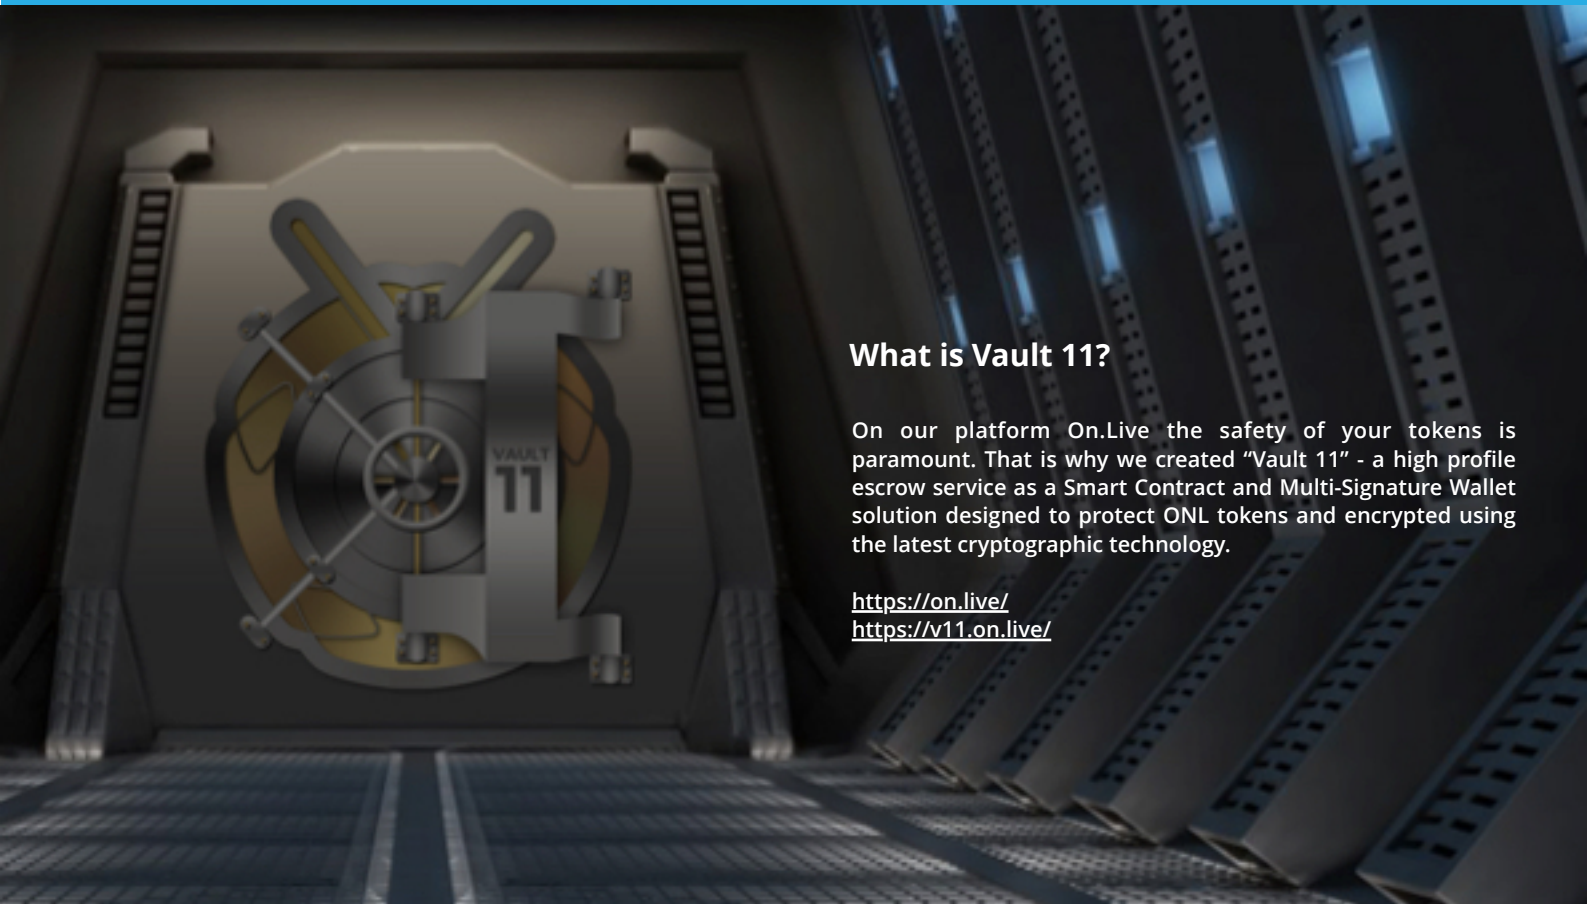 VAULT
11
What is Vault 11?
On our platform On.Live the safety of your tokens is
paramount. That is why we created “Vault 11” - a high profile
escrow service as a Smart Contract and Multi-Signature Wallet
solution designed to protect ONL tokens and encrypted using
the latest cryptographic technology.
https://on.live/
https://v11.on.live/